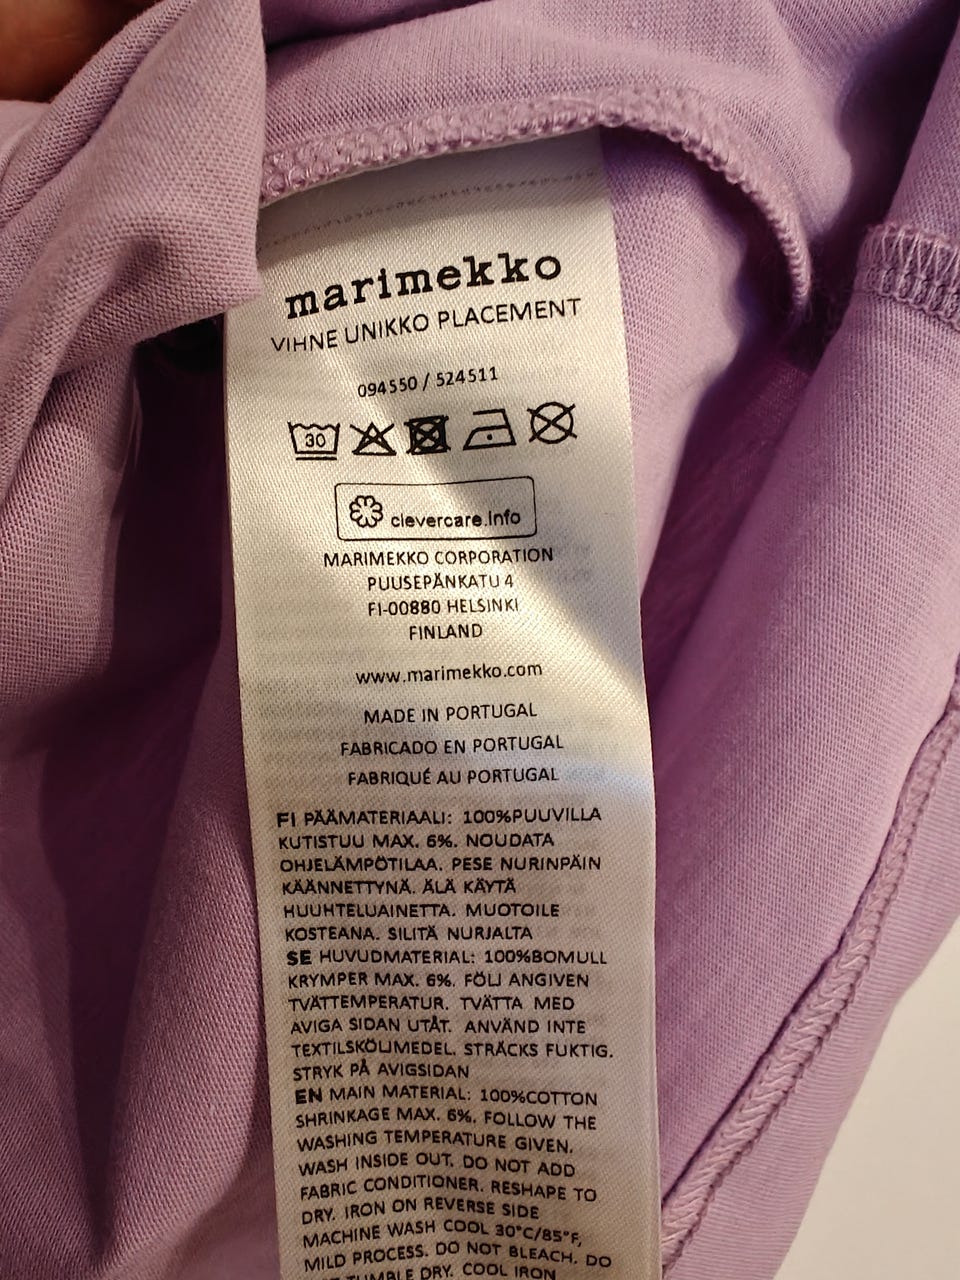 marimekko
VIHNE UNIKKO PLACEMENT
094550 / 524511
30
clevercare.info
MARIMEKKO CORPORATION
PUUSEPÄNKATU 4
FI-00880 HELSINKI
FINLAND
www.marimekko.com
MADE IN PORTUGAL
FABRICADO EN PORTUGAL
FABRIQUÉ AU PORTUGAL
FI PÄÄMATERIAALI: 100%PUUVILLA
KUTISTUU MAX. 6%. NOUDATA
OHJELÄMPÖTILAA. PESE NURINPÄIN
KÄÄNNETTYNÄ. ÄLÄ KÄYTÄ
HUUHTELUAINETTA. MUOTOILE
KOSTEANA. SILITÄ NURJALTA
SE HUVUDMATERIAL: 100%BOMULL
KRYMPER MAX. 6%. FÖLJ ANGIVEN
TVÄTTEMPERATUR. TVÄTTA MED
AVIGA SIDAN UTÅT. ANVÄND INTE
TEXTILSKÖLJMEDEL. STRÄCKS FUKTIG.
STRYK PÅ AVIGSIDAN
EN MAIN MATERIAL: 100%COTTON
SHRINKAGE MAX. 6%. FOLLOW THE
WASHING TEMPERATURE GIVEN.
WASH INSIDE OUT. DO NOT ADD
FABRIC CONDITIONER. RESHAPE TO
DRY. IRON ON REVERSE SIDE
MACHINE WASH COOL 30°C/85°F,
MILD PROCESS. DO NOT BLEACH. DO
TUMBLE DRY. COOL IRON